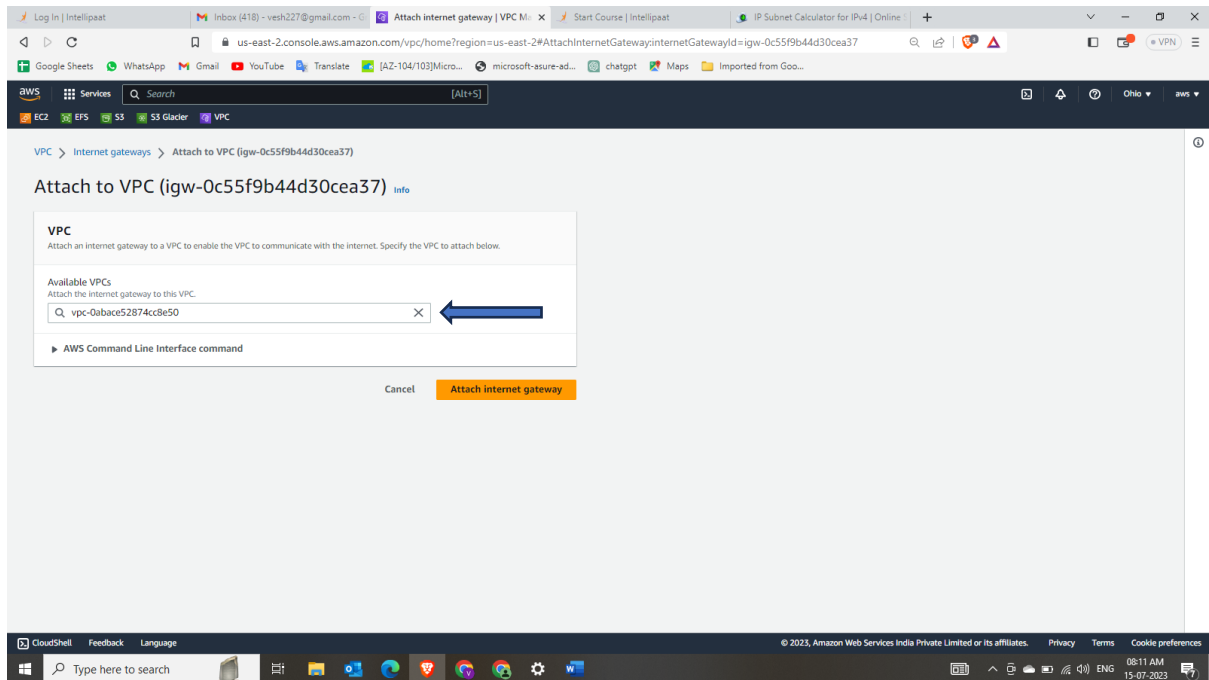 Log In | Intellipaat
Inbox (418) - vesh227@gmail.com - G
Attach internet gateway | VPC Ma
Start Course | Intellipaat
IP Subnet Calculator for IPv4 | Online
us-east-2.console.aws.amazon.com/vpc/home?region=us-east-2#AttachInternetGateway:internetGatewayId=igw-0c55f9b44d30cea37
VPN
Google Sheets WhatsApp Gmail YouTube Translate [AZ-104/103]Micro... microsoft-asure-ad... chatgpt Maps Imported from Goo...
aws Services Search [Alt+S] Ohio aws
EC2 EFS S3 S3 Glacier VPC
VPC > Internet gateways > Attach to VPC (igw-0c55f9b44d30cea37)
Attach to VPC (igw-0c55f9b44d30cea37) Info
VPC
Attach an internet gateway to a VPC to enable the VPC to communicate with the internet. Specify the VPC to attach below.
Available VPCs
Attach the internet gateway to this VPC.
vpc-0abace52874cc8e50
AWS Command Line Interface command
Cancel Attach internet gateway
CloudShell Feedback Language © 2023, Amazon Web Services India Private Limited or its affiliates. Privacy Terms Cookie preferences
Type here to search ENG 08:11 AM
15-07-2023